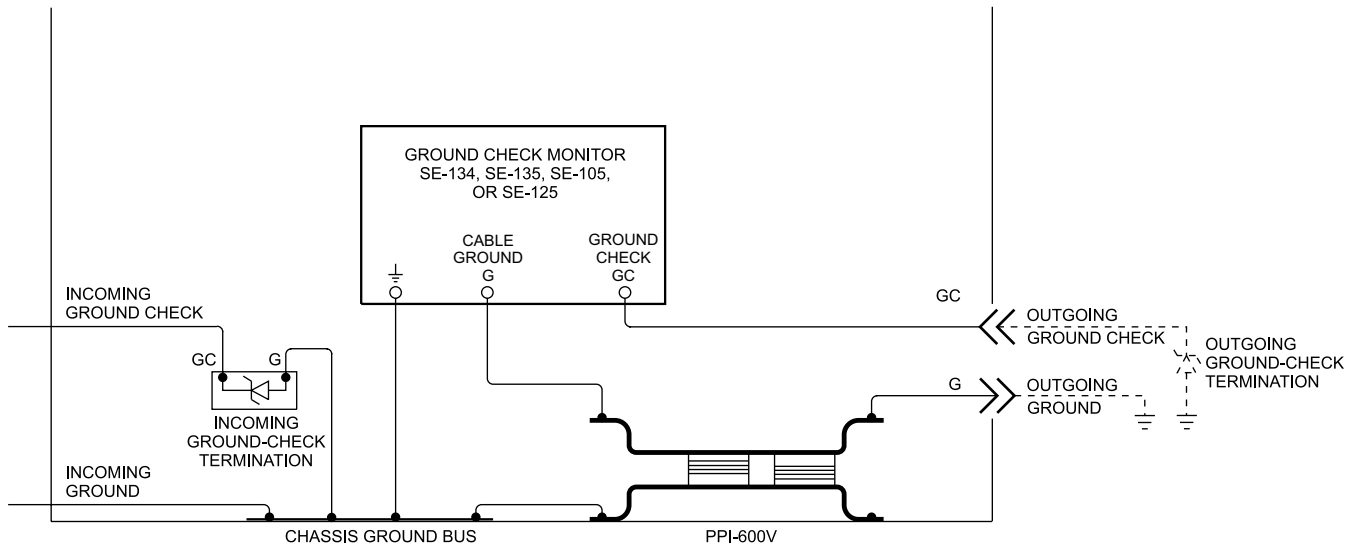 GROUND CHECK MONITOR
SE-134, SE-135, SE-105,
OR SE-125
CABLE
GROUND
G
GROUND
CHECK
GC
INCOMING
GROUND CHECK
GC
G
INCOMING
GROUND-CHECK
TERMINATION
INCOMING
GROUND
CHASSIS GROUND BUS
PPI-600V
GC
OUTGOING
GROUND CHECK
G
OUTGOING
GROUND
OUTGOING
GROUND-CHECK
TERMINATION